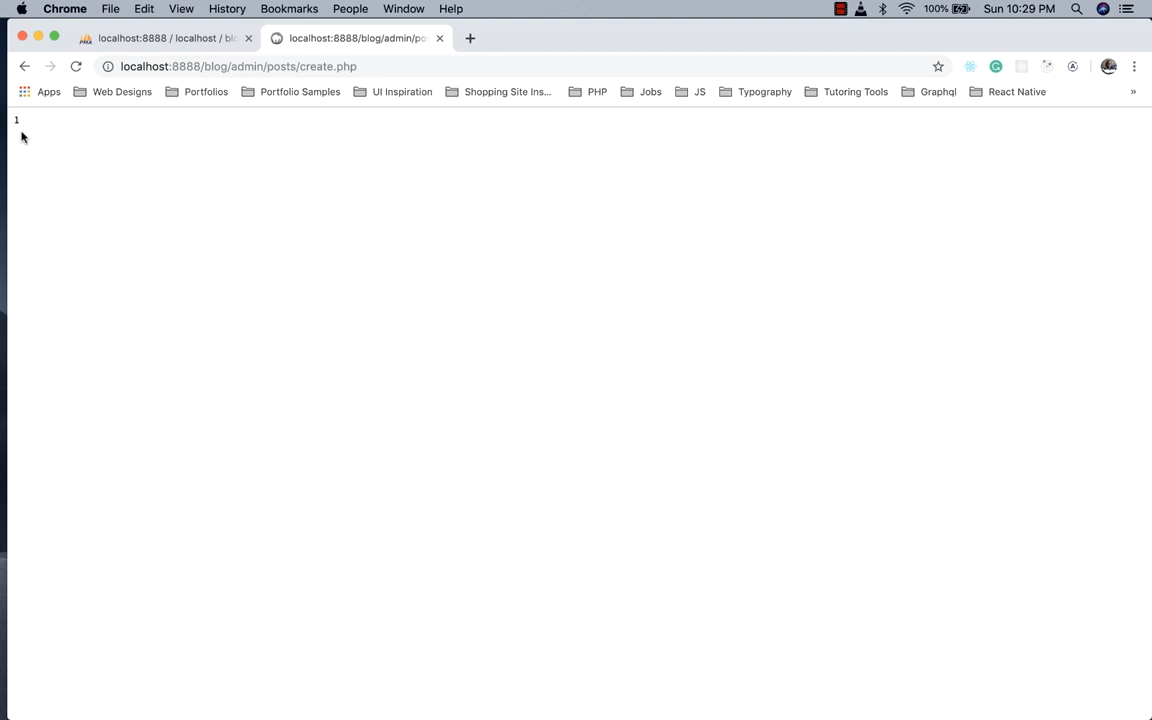 Chrome File Edit View History Bookmarks People Window Help 100% Sun 10:29 PM
localhost:8888 / localhost / blo localhost:8888/blog/admin/po
localhost:8888/blog/admin/posts/create.php
Apps Web Designs Portfolios Portfolio Samples UI Inspiration Shopping Site Ins... PHP Jobs JS Typography Tutoring Tools Graphql React Native »
1